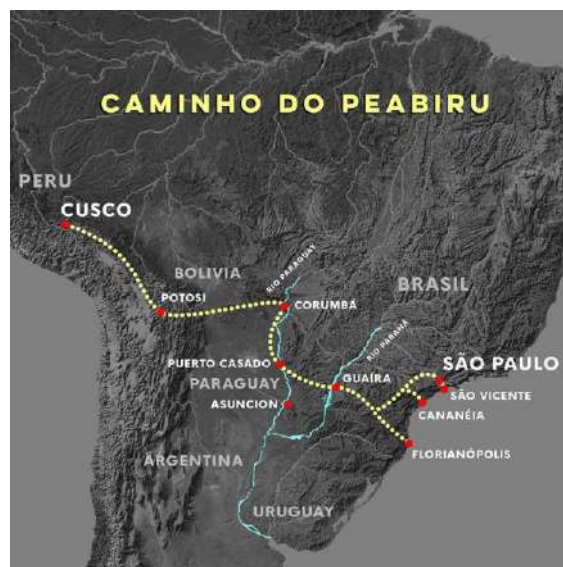 CAMINHO DO PEABIRU
PERU
CUSCO
BOLIVIA
RIO PARAGUAY
BRASIL
POTOSI
CORUMBÁ
RIO PARANÁ
PUERTO CASADO
GUAÍRA
SÃO PAULO
PARAGUAY
SÃO VICENTE
ASUNCION
CANANÉIA
ARGENTINA
FLORIANÓPOLIS
URUGUAY